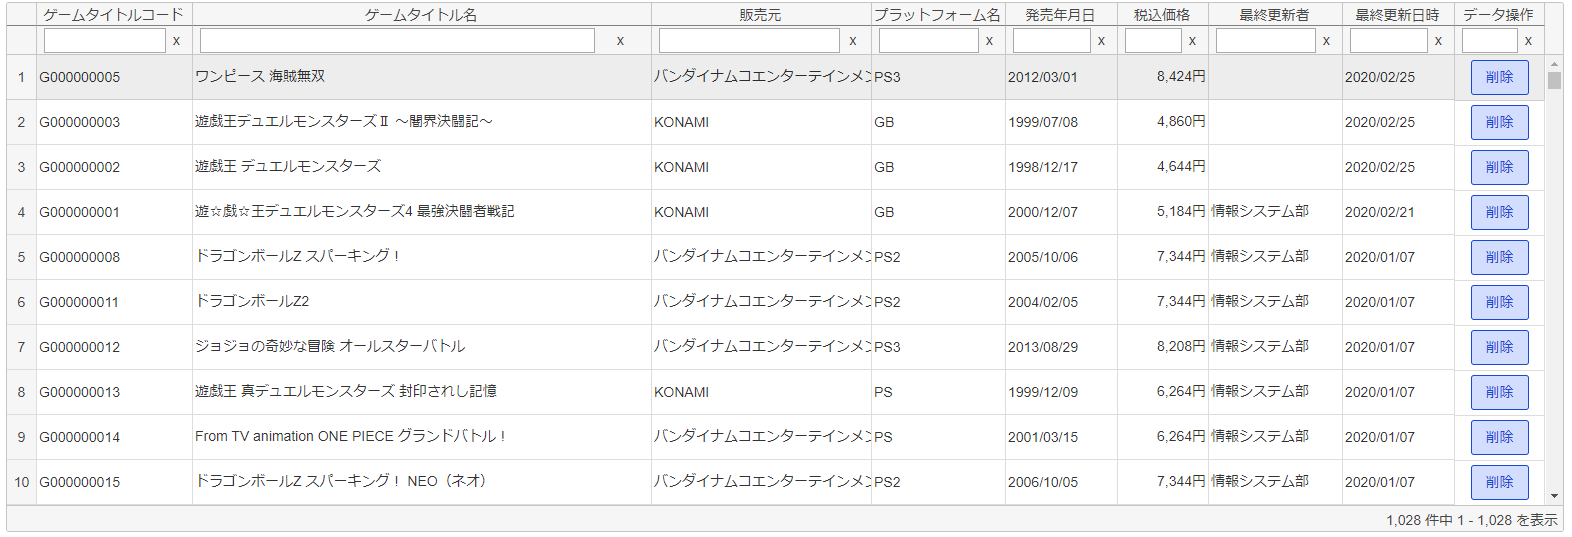 ゲームタイトルコード ゲームタイトル名 販売元 プラットフォーム名 発売年月日 税込価格 最終更新者 最終更新日時 データ操作
x x x x x x x x x
1 G000000005 ワンピース 海賊無双 バンダイナムコエンターテインメン PS3 2012/03/01 8,424円 2020/02/25 削除
2 G000000003 遊戯王デュエルモンスターズⅡ ～闇界決闘記～ KONAMI GB 1999/07/08 4,860円 2020/02/25 削除
3 G000000002 遊戯王 デュエルモンスターズ KONAMI GB 1998/12/17 4,644円 2020/02/25 削除
4 G000000001 遊☆戯☆王デュエルモンスターズ4 最強決闘者戦記 KONAMI GB 2000/12/07 5,184円 情報システム部 2020/02/21 削除
5 G000000008 ドラゴンボールZ スパーキング！ バンダイナムコエンターテインメン PS2 2005/10/06 7,344円 情報システム部 2020/01/07 削除
6 G000000011 ドラゴンボールZ2 バンダイナムコエンターテインメン PS2 2004/02/05 7,344円 情報システム部 2020/01/07 削除
7 G000000012 ジョジョの奇妙な冒険 オールスターバトル バンダイナムコエンターテインメン PS3 2013/08/29 8,208円 情報システム部 2020/01/07 削除
8 G000000013 遊戯王 真デュエルモンスターズ 封印されし記憶 KONAMI PS 1999/12/09 6,264円 情報システム部 2020/01/07 削除
9 G000000014 From TV animation ONE PIECE グランドバトル！ バンダイナムコエンターテインメン PS 2001/03/15 6,264円 情報システム部 2020/01/07 削除
10 G000000015 ドラゴンボールZ スパーキング！ NEO（ネオ） バンダイナムコエンターテインメン PS2 2006/10/05 7,344円 情報システム部 2020/01/07 削除
1,028 件中 1 - 1,028 を表示